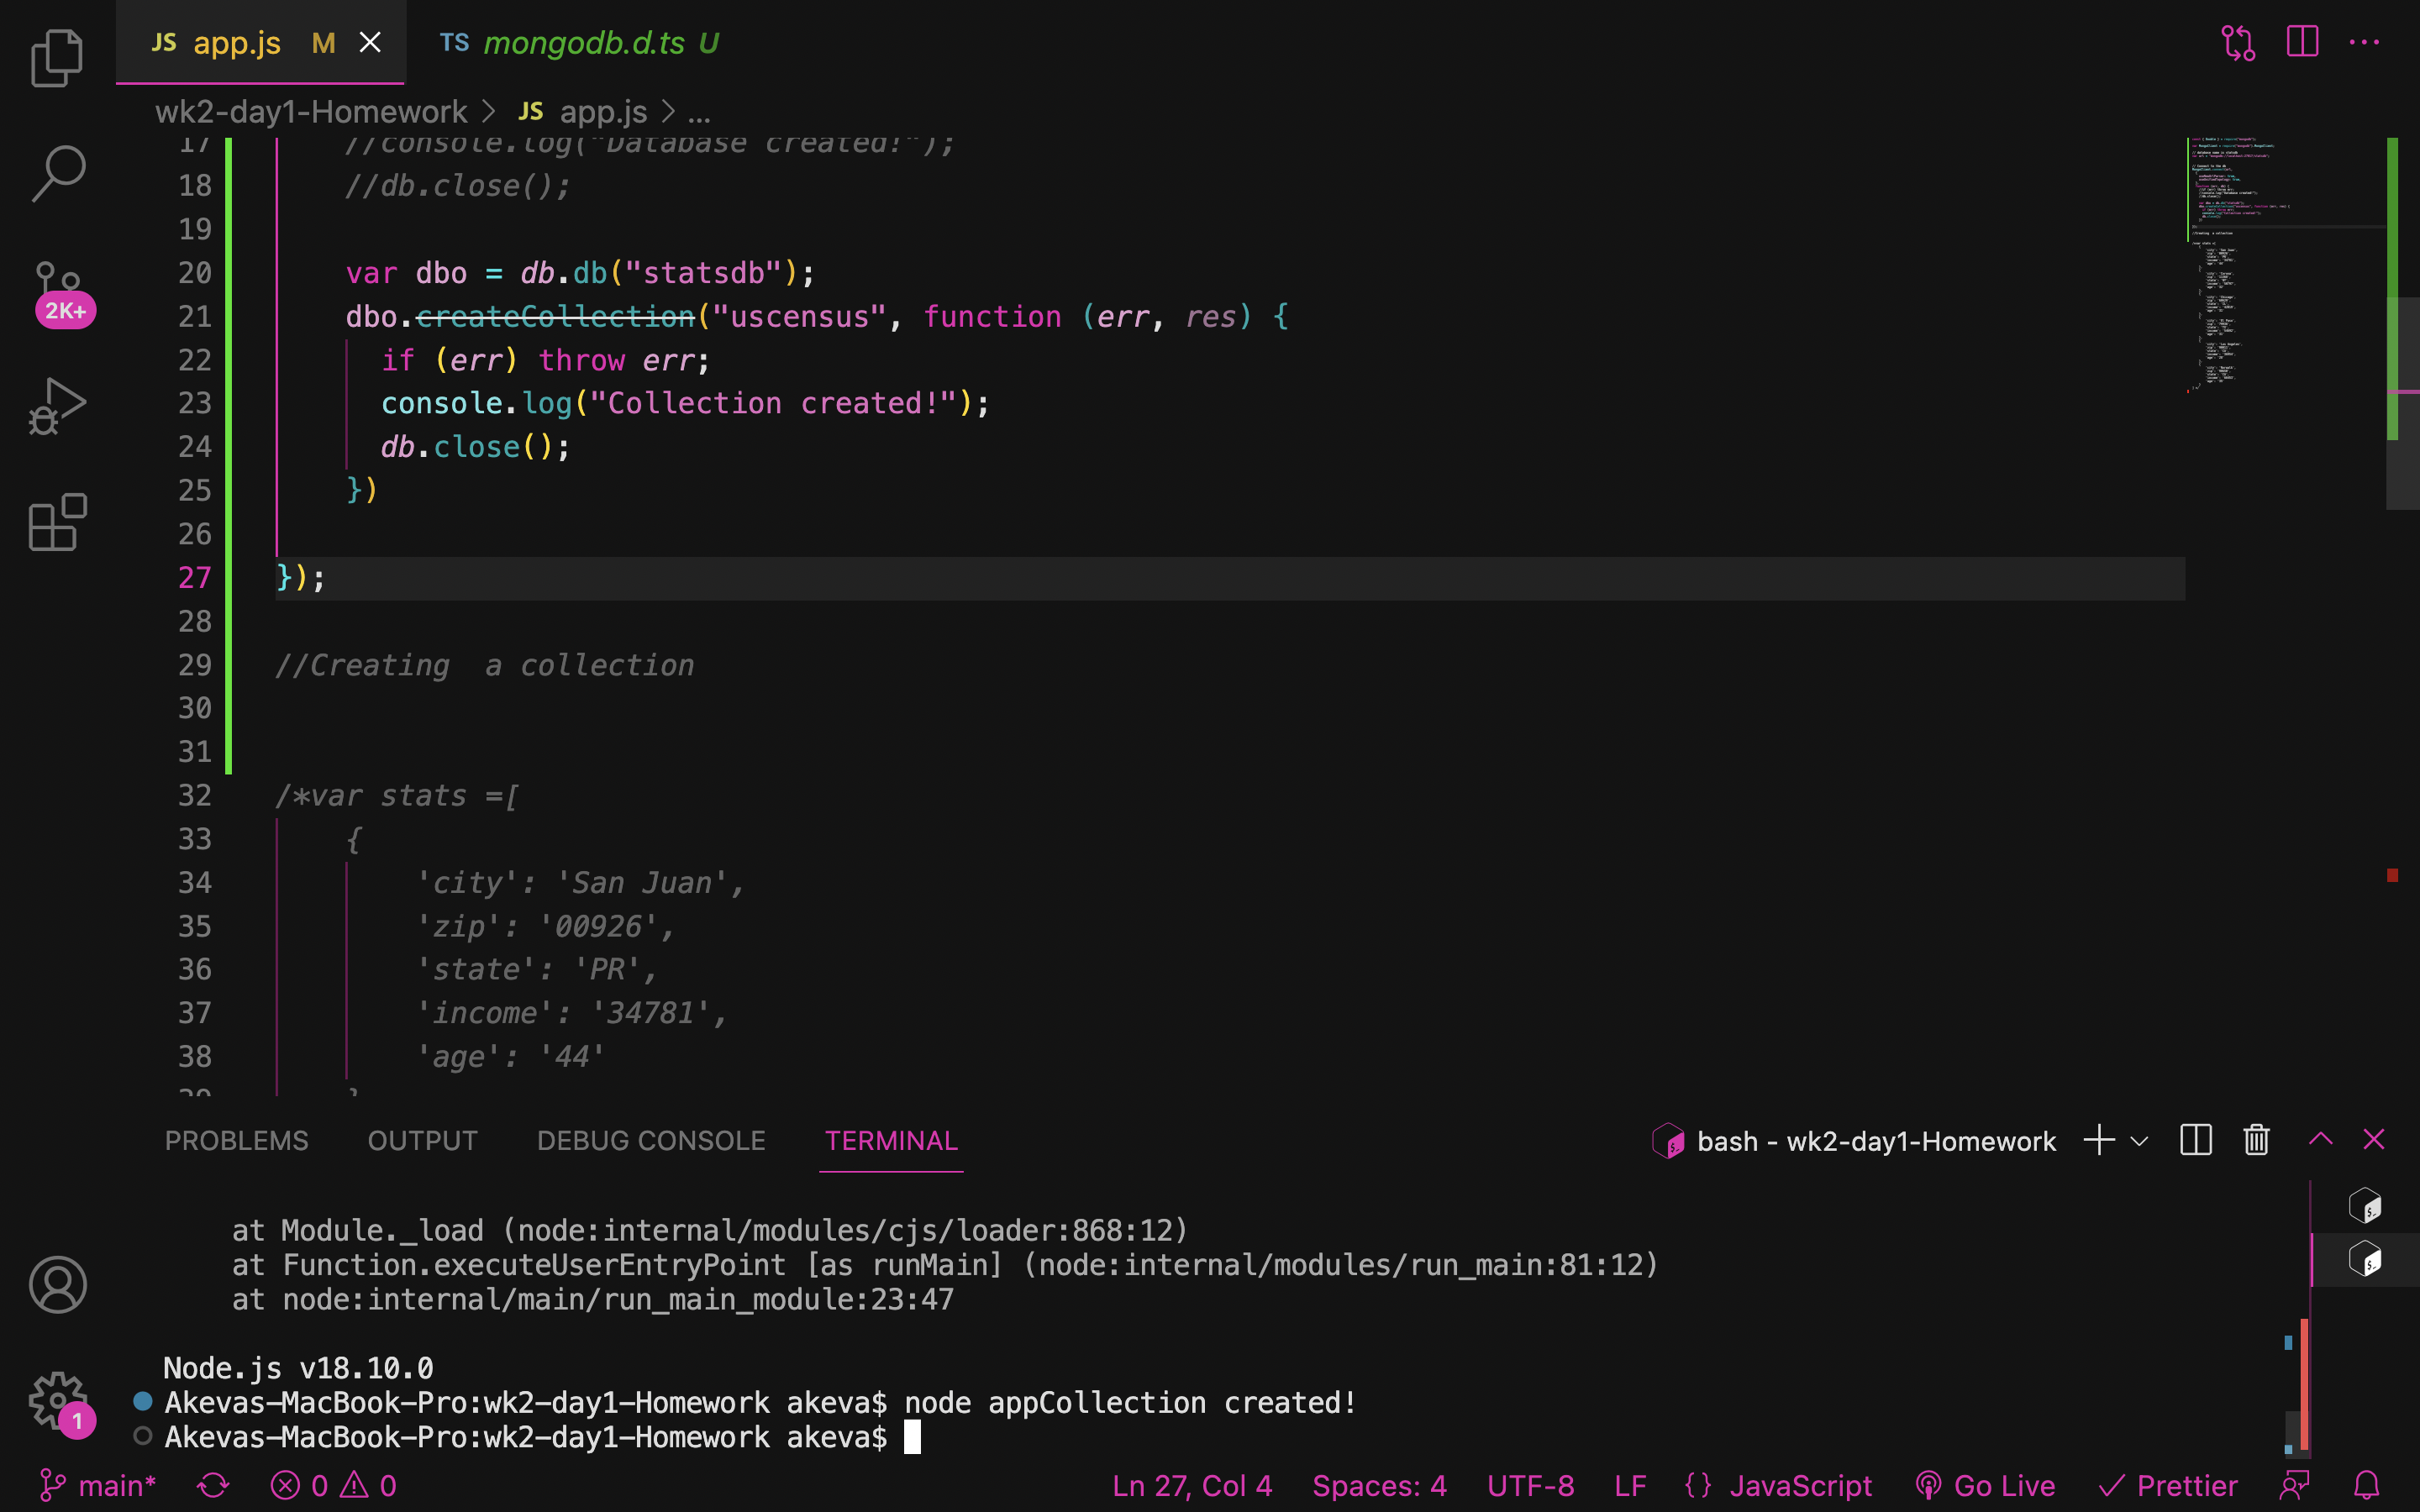 JS app.js M
TS mongodb.d.ts U
wk2-day1-Homework > JS app.js > ...
17 //console.log("Database created!");
18 //db.close();
19
20 var dbo = db.db("statsdb");
21 dbo.createCollection("uscensus", function (err, res) {
22 if (err) throw err;
23 console.log("Collection created!");
24 db.close();
25 })
26
27 });
28
29 //Creating  a collection
30
31
32 /*var stats =[
33 {
34 'city': 'San Juan',
35 'zip': '00926',
36 'state': 'PR',
37 'income': '34781',
38 'age': '44'
2K+
PROBLEMS OUTPUT DEBUG CONSOLE TERMINAL
bash - wk2-day1-Homework
at Module._load (node:internal/modules/cjs/loader:868:12)
at Function.executeUserEntryPoint [as runMain] (node:internal/modules/run_main:81:12)
at node:internal/main/run_main_module:23:47
Node.js v18.10.0
Akevas-MacBook-Pro:wk2-day1-Homework akeva$ node appCollection created!
Akevas-MacBook-Pro:wk2-day1-Homework akeva$
1
main* 0 0 Ln 27, Col 4 Spaces: 4 UTF-8 LF {} JavaScript Go Live Prettier